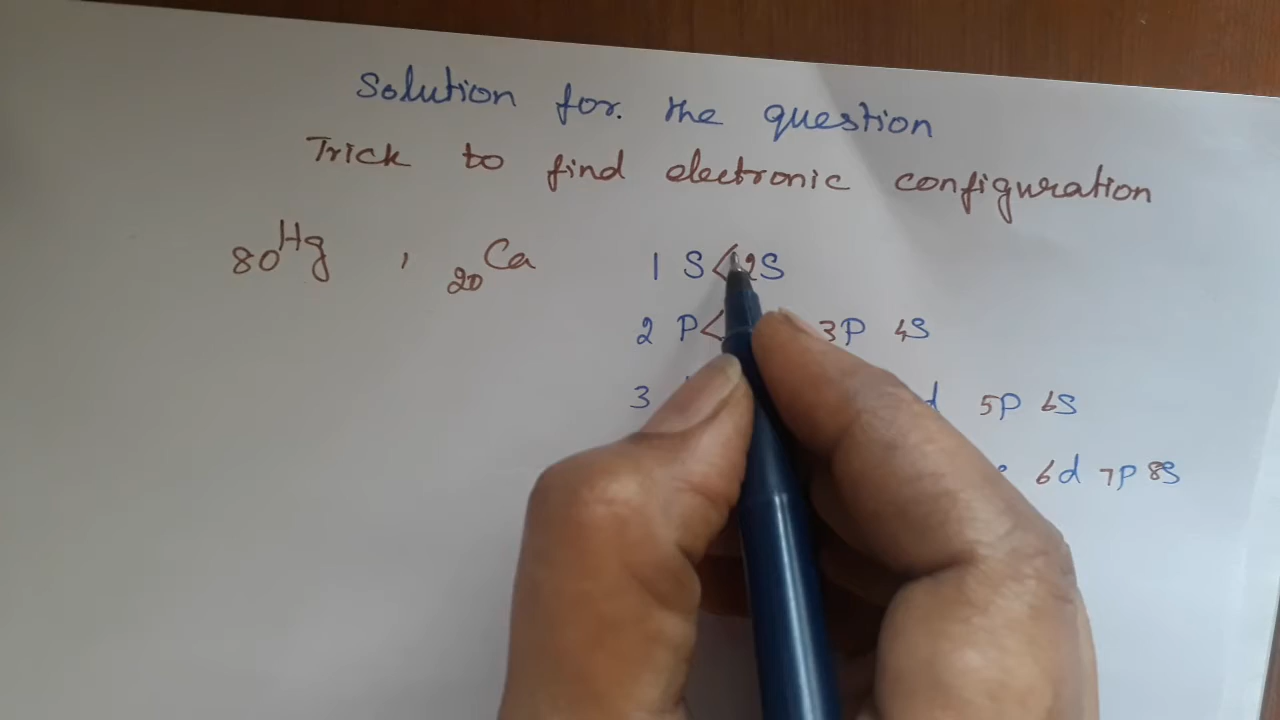 Solution for. the question
Trick to find electronic configuration
80Hg , 20Ca 1 S < 2S
2 P < 3P 4S
3 d 5P 6S
6d 7P 8S